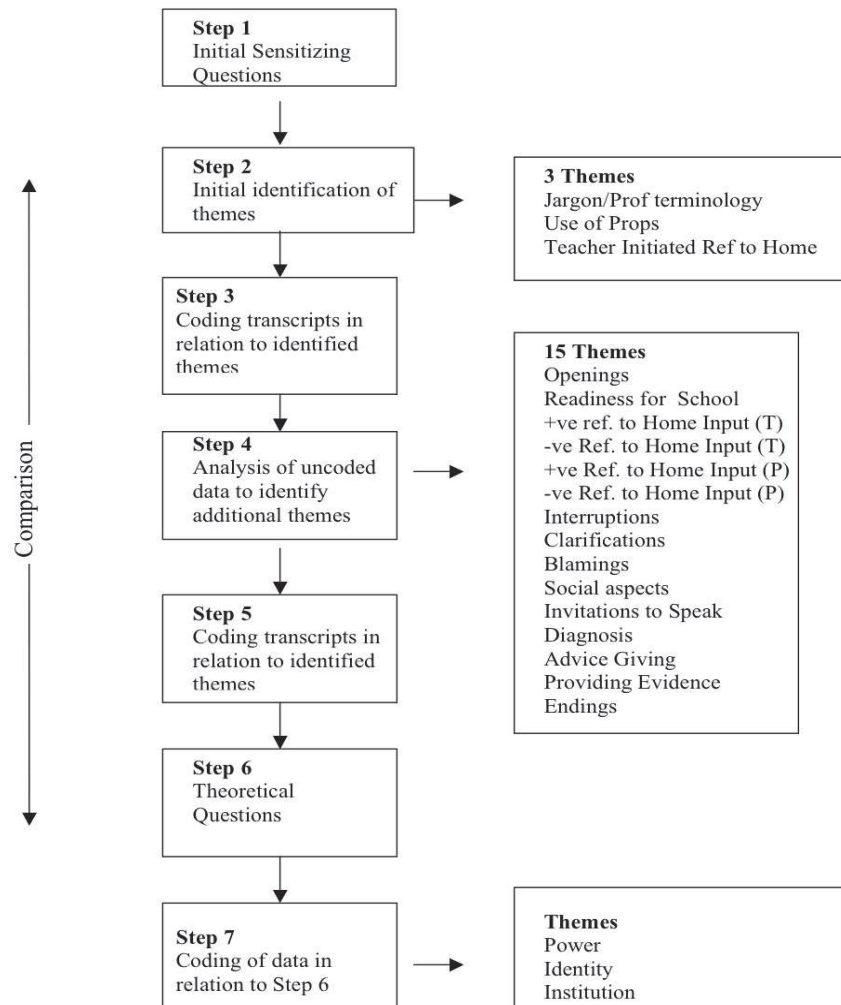 Step 1
Initial Sensitizing
Questions
Step 2
Initial identification of
themes
3 Themes
Jargon/Prof terminology
Use of Props
Teacher Initiated Ref to Home
Step 3
Coding transcripts in
relation to identified
themes
15 Themes
Openings
Readiness for School
+ve ref. to Home Input (T)
-ve Ref. to Home Input (T)
+ve Ref. to Home Input (P)
-ve Ref. to Home Input (P)
Interruptions
Clarifications
Blamings
Social aspects
Invitations to Speak
Diagnosis
Advice Giving
Providing Evidence
Endings
Step 4
Analysis of uncoded
data to identify
additional themes
Comparison
Step 5
Coding transcripts in
relation to identified
themes
Step 6
Theoretical
Questions
Step 7
Coding of data in
relation to Step 6
Themes
Power
Identity
Institution